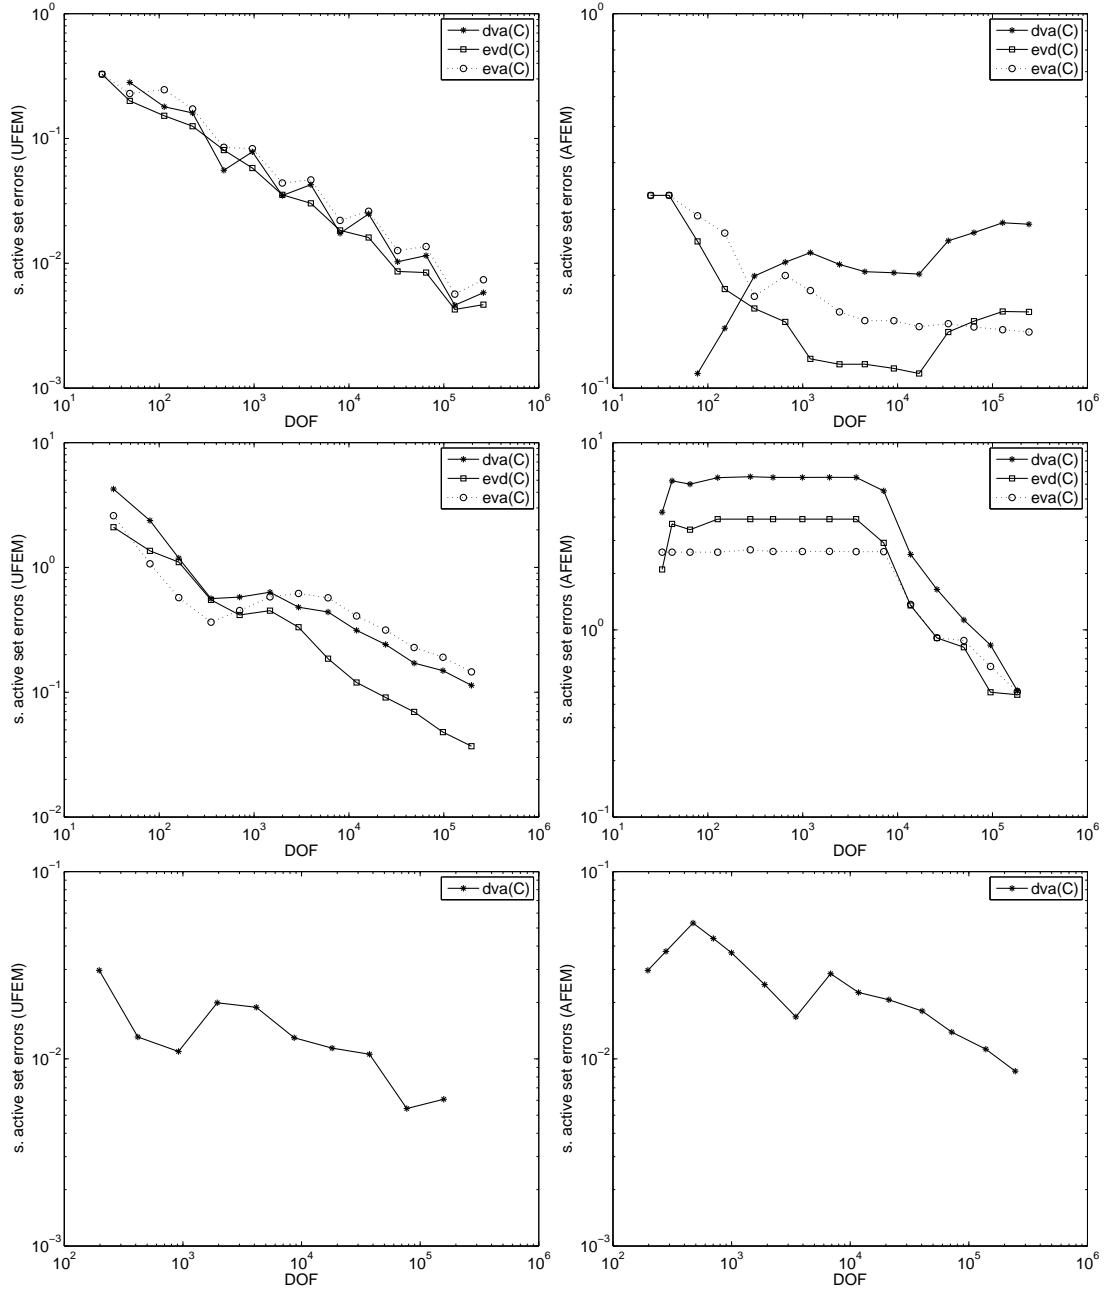 s. active set errors (UFEM)
10^0
10^-1
10^-2
10^-3
10^1 10^2 10^3 10^4 10^5 10^6
DOF
dva(C)
evd(C)
eva(C)
s. active set errors (AFEM)
10^0
10^-1
10^1 10^2 10^3 10^4 10^5 10^6
DOF
dva(C)
evd(C)
eva(C)
s. active set errors (UFEM)
10^1
10^0
10^-1
10^-2
10^1 10^2 10^3 10^4 10^5 10^6
DOF
dva(C)
evd(C)
eva(C)
s. active set errors (AFEM)
10^1
10^0
10^-1
10^1 10^2 10^3 10^4 10^5 10^6
DOF
dva(C)
evd(C)
eva(C)
s. active set errors (UFEM)
10^-1
10^-2
10^-3
10^2 10^3 10^4 10^5 10^6
DOF
dva(C)
s. active set errors (AFEM)
10^-1
10^-2
10^-3
10^2 10^3 10^4 10^5 10^6
DOF
dva(C)